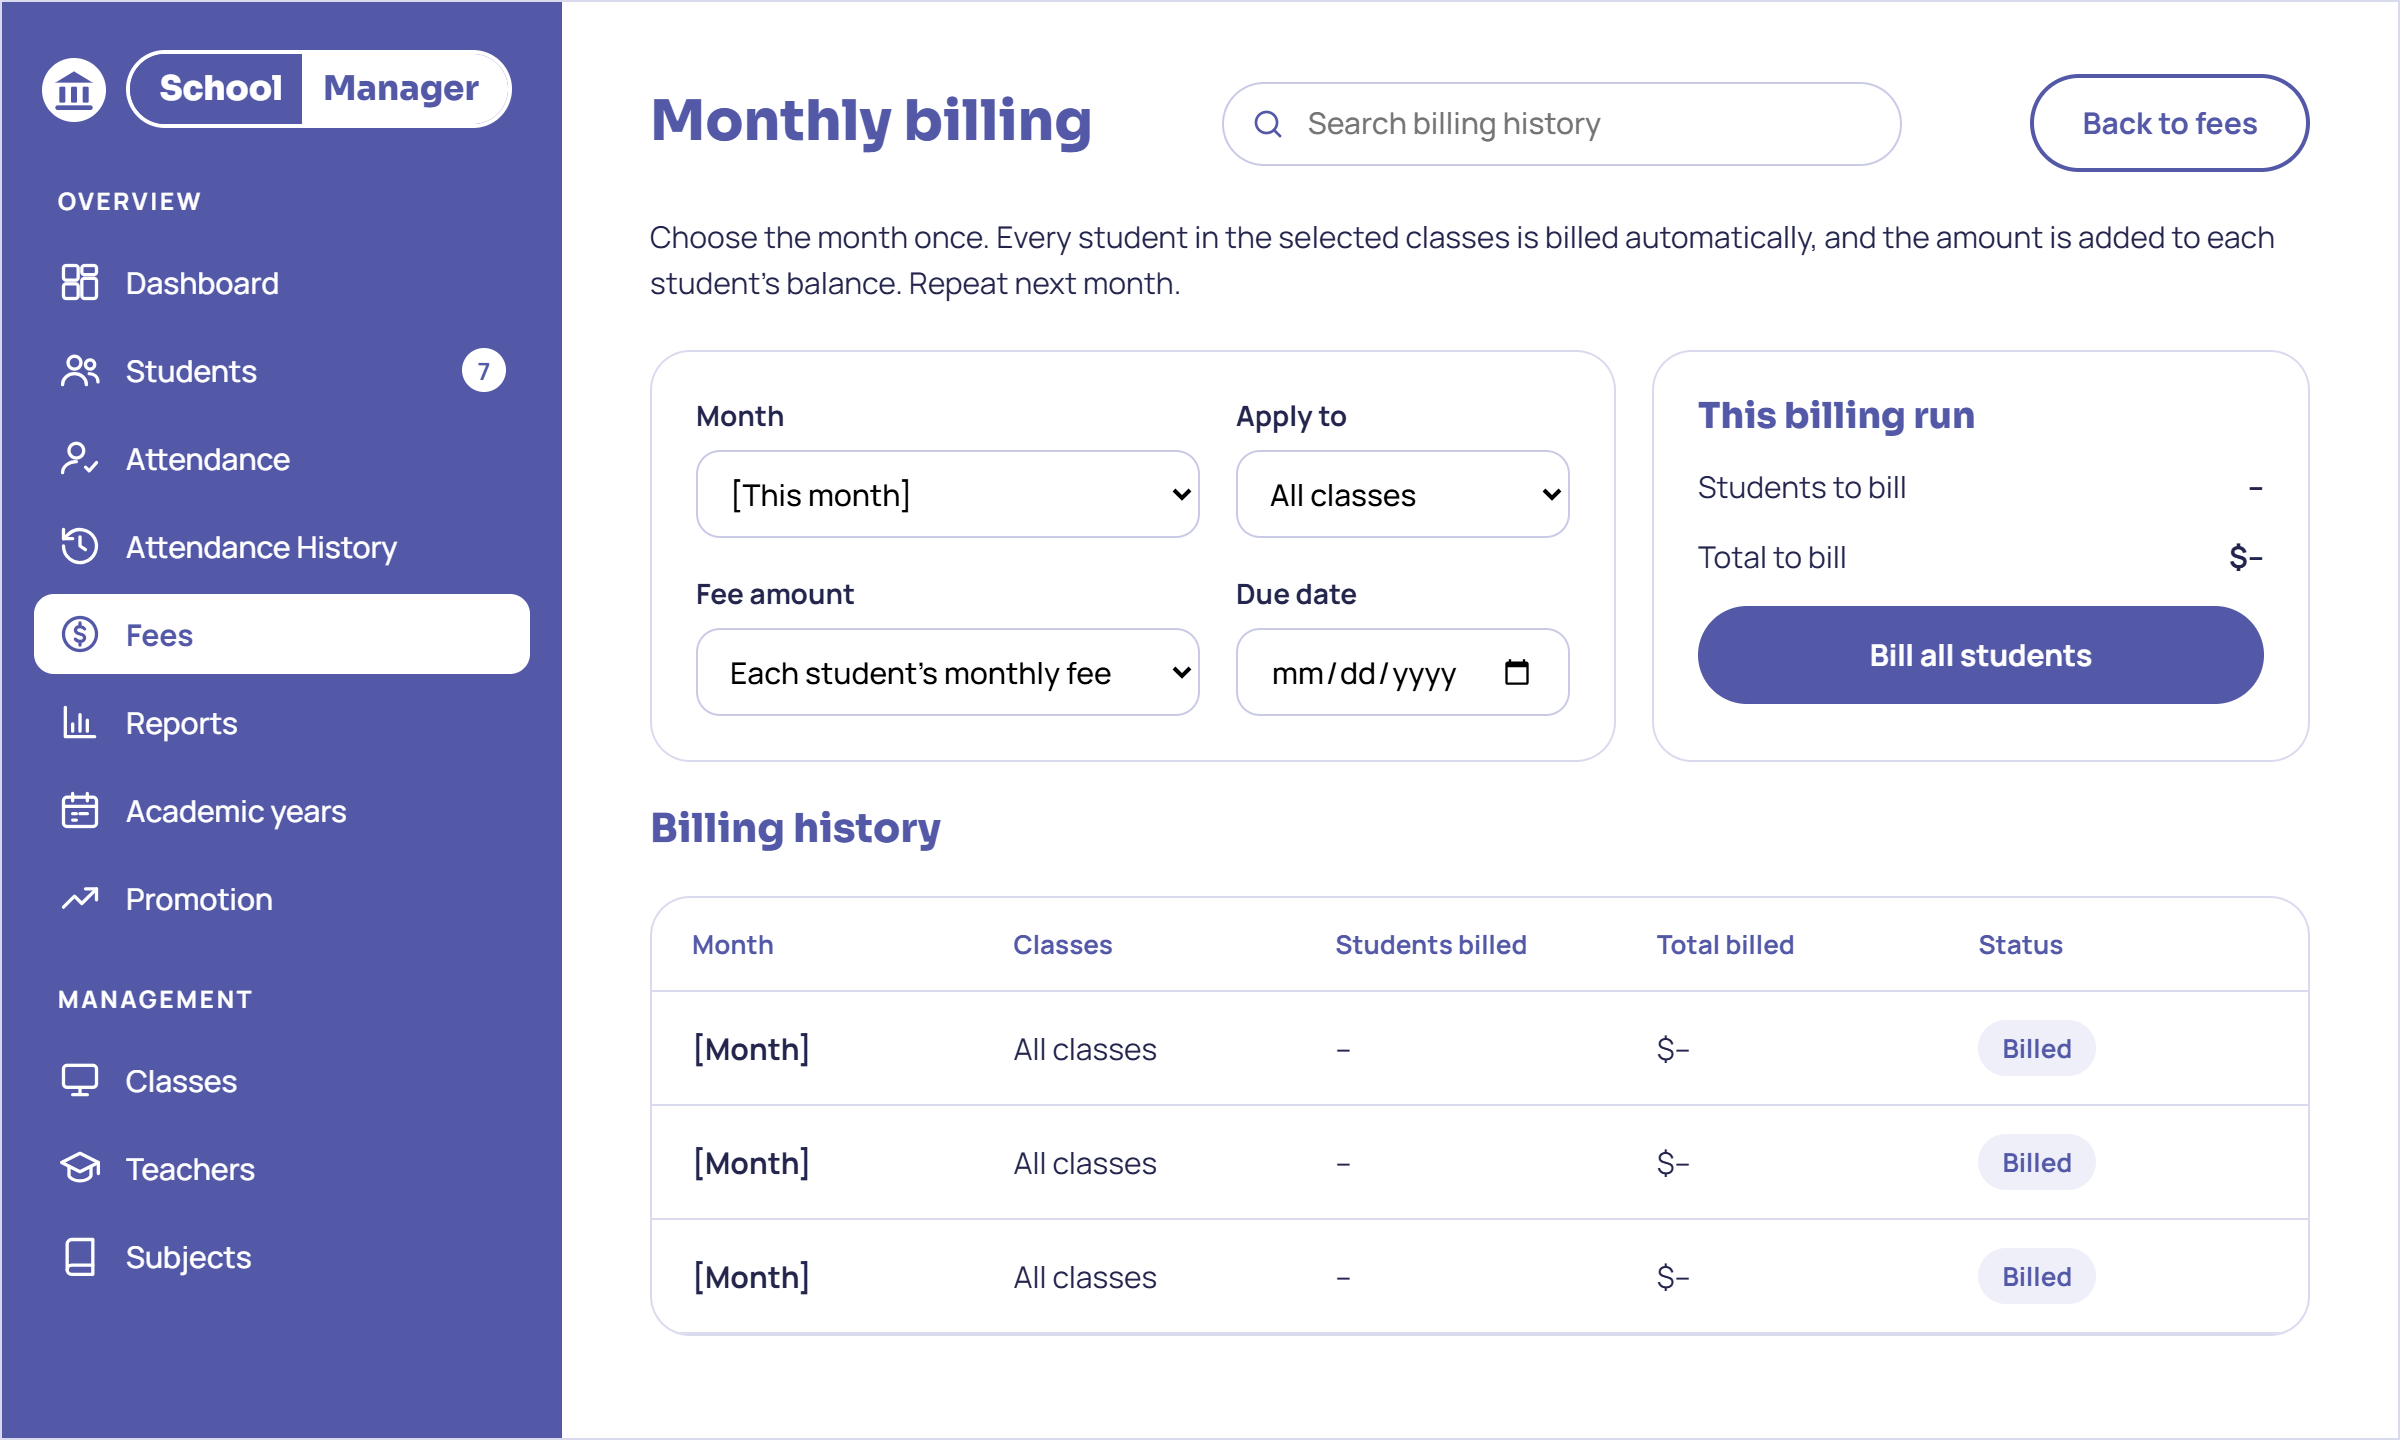 School Manager
OVERVIEW
Dashboard
Students 7
Attendance
Attendance History
Fees
Reports
Academic years
Promotion
MANAGEMENT
Classes
Teachers
Subjects
Monthly billing
Search billing history
Back to fees
Choose the month once. Every student in the selected classes is billed automatically, and the amount is added to each
student’s balance. Repeat next month.
Month
[This month]
Apply to
All classes
Fee amount
Each student’s monthly fee
Due date
mm/dd/yyyy
This billing run
Students to bill –
Total to bill $–
Bill all students
Billing history
Month Classes Students billed Total billed Status
[Month] All classes – $– Billed
[Month] All classes – $– Billed
[Month] All classes – $– Billed